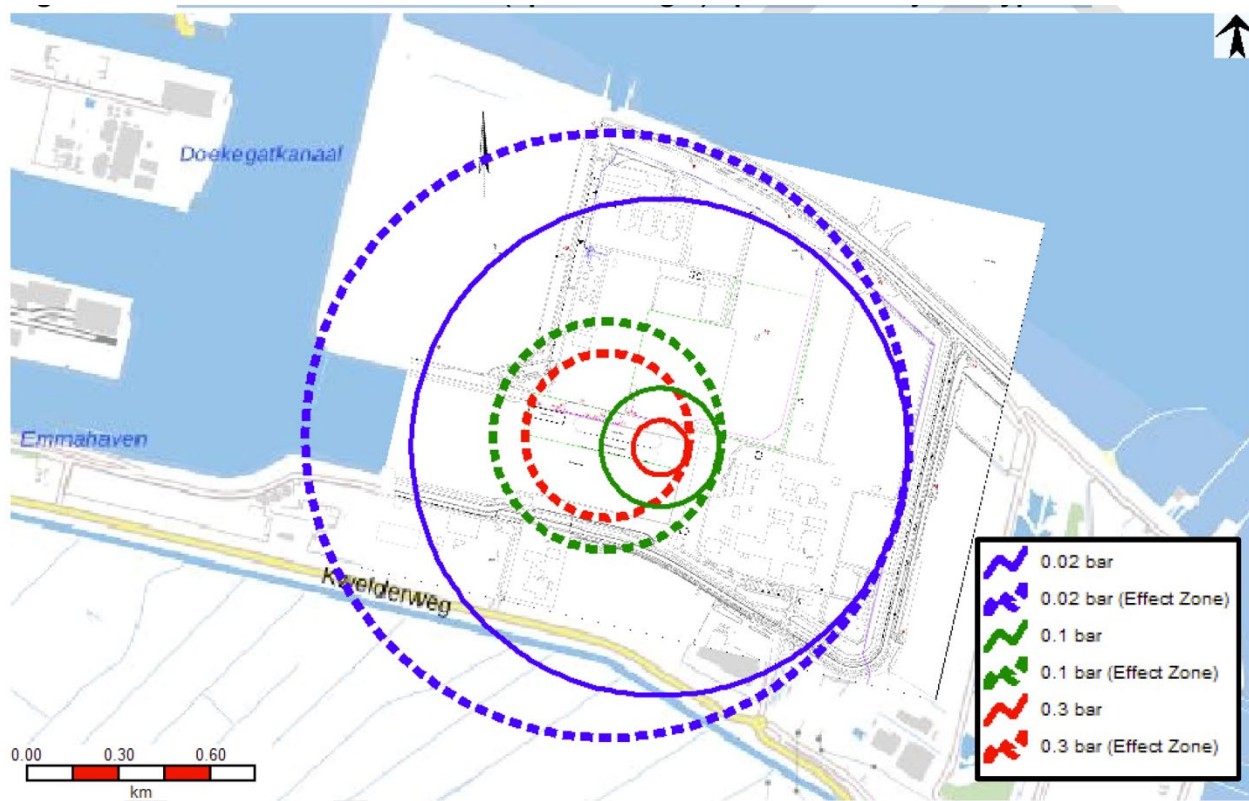 Doekegatkanaal
Emmahaven
Kwelderweg
0.02 bar
0.02 bar (Effect Zone)
0.1 bar
0.1 bar (Effect Zone)
0.3 bar
0.3 bar (Effect Zone)
0.00 0.30 0.60
km